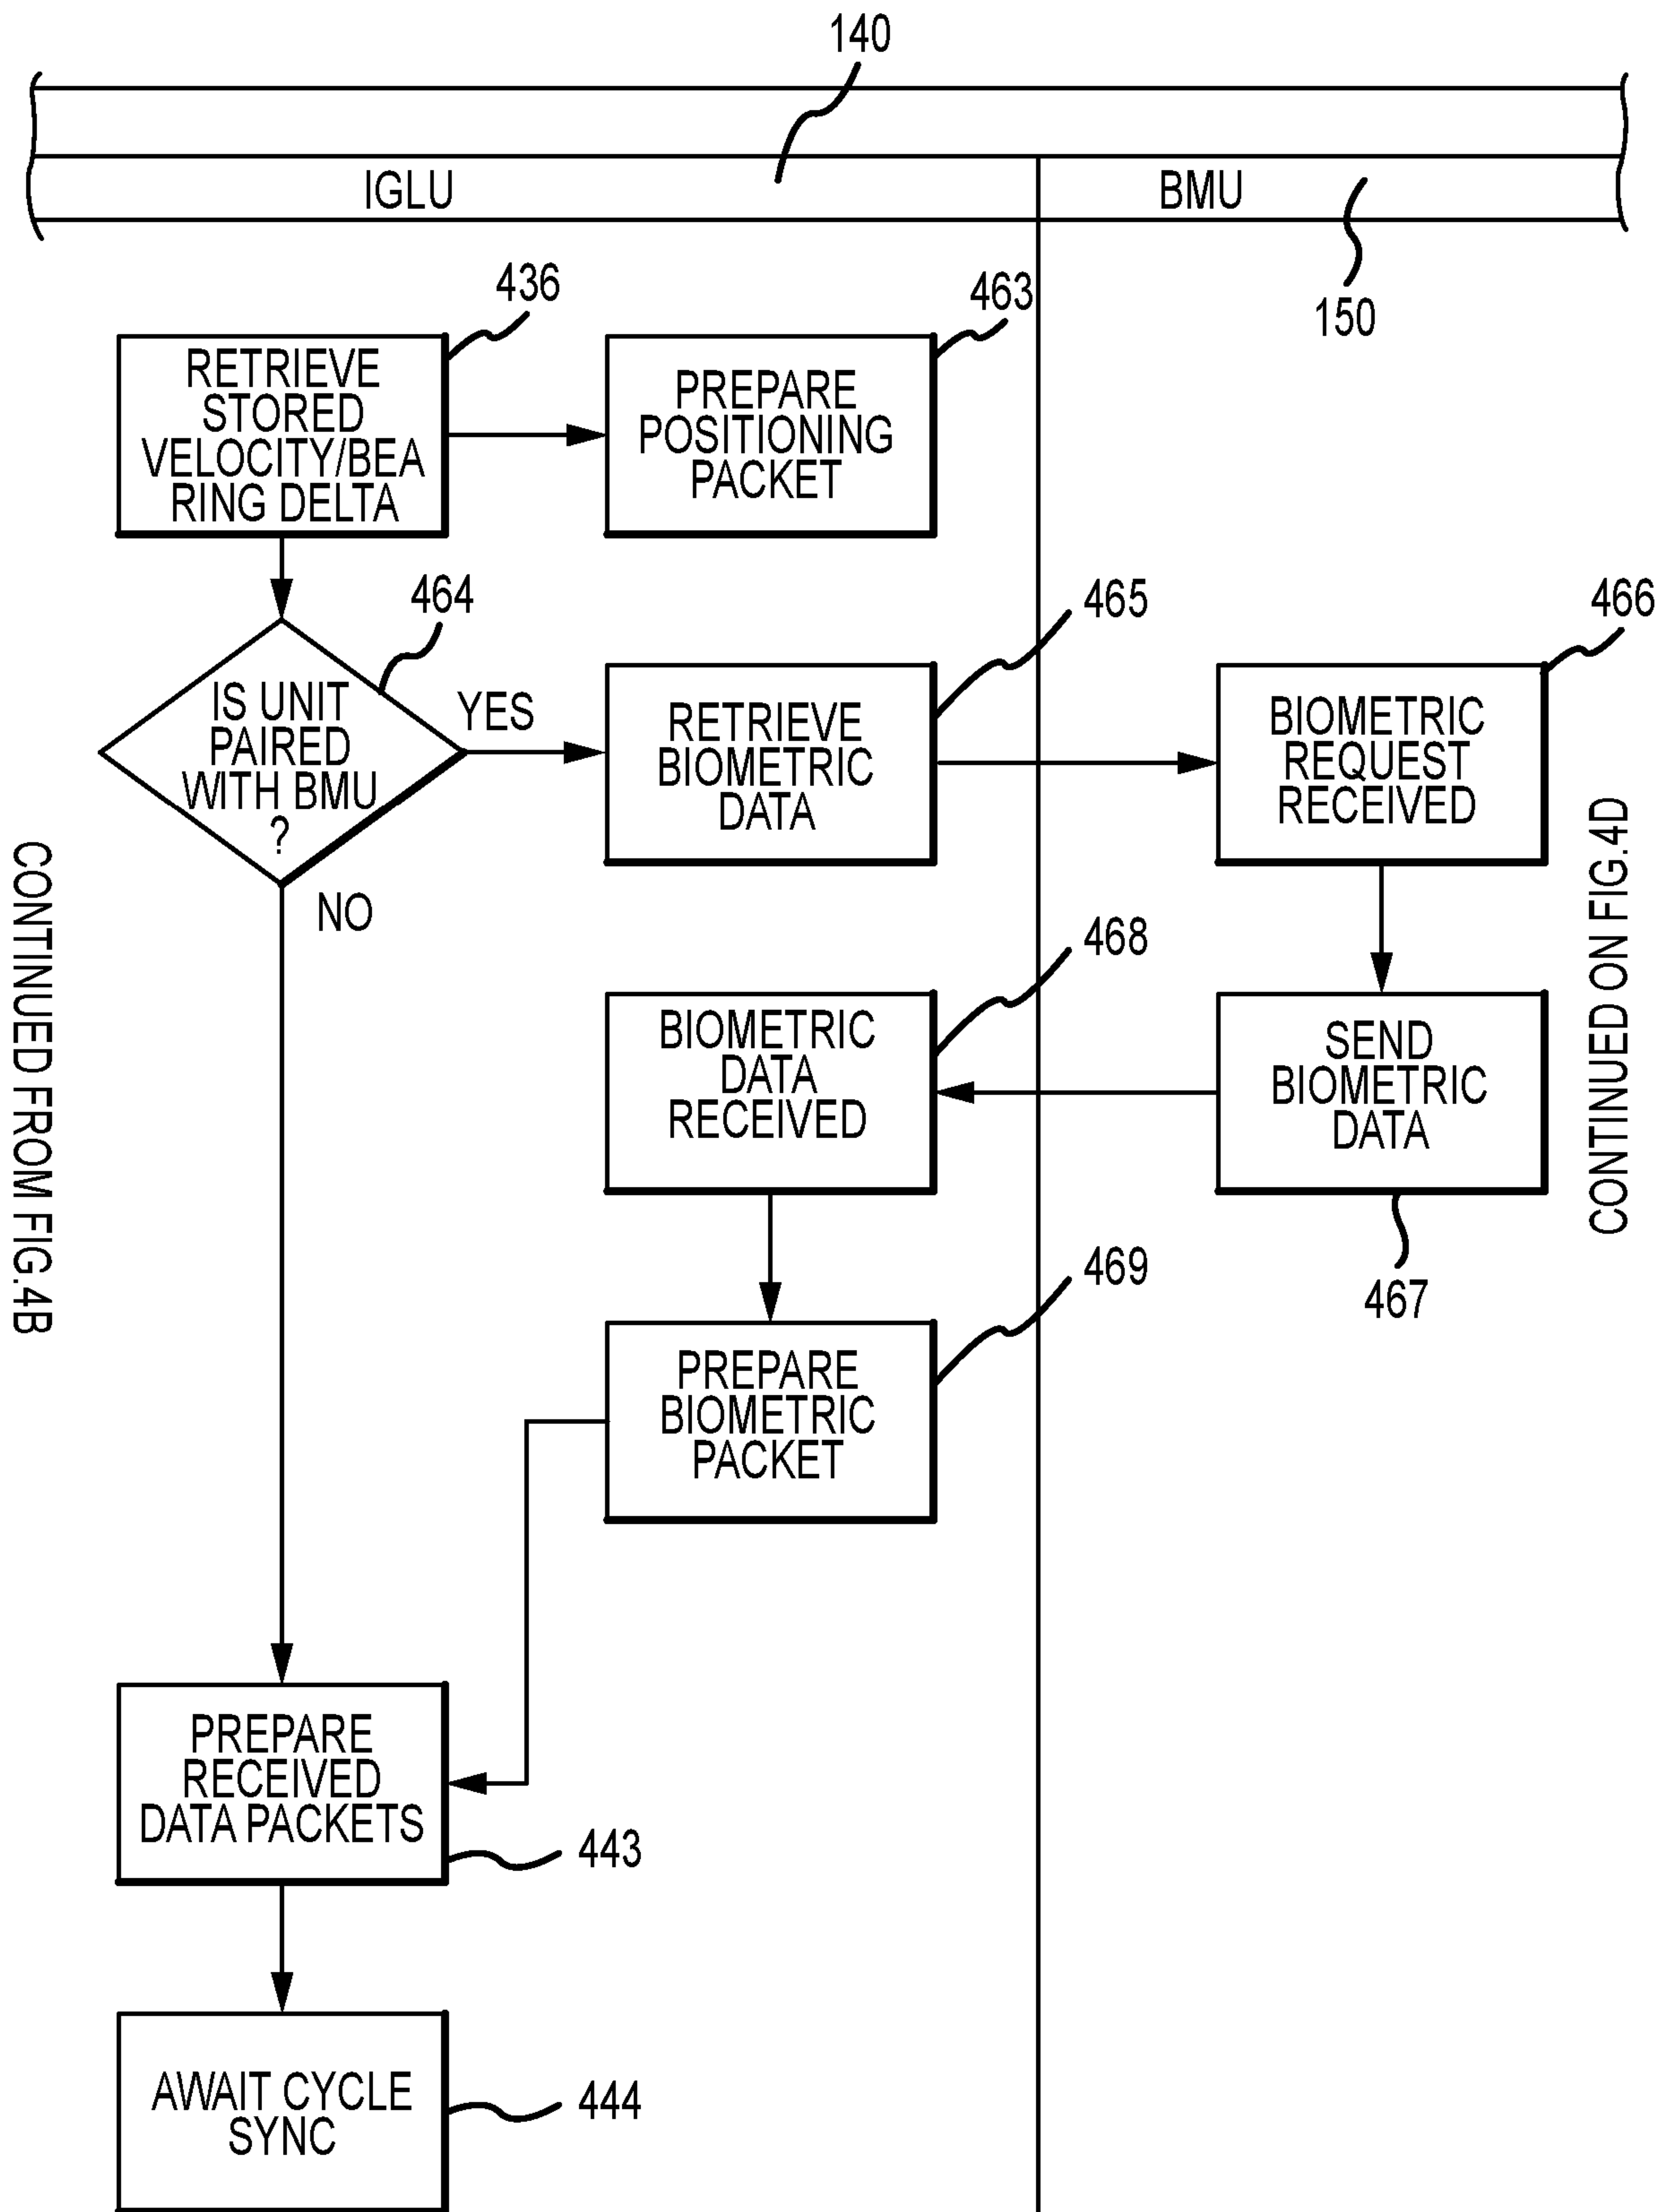 140
IGLU
BMU
150
436
463
RETRIEVE
STORED
VELOCITY/BEA
RING DELTA
PREPARE
POSITIONING
PACKET
464
465
466
IS UNIT
PAIRED
WITH BMU
?
YES
NO
RETRIEVE
BIOMETRIC
DATA
BIOMETRIC
REQUEST
RECEIVED
CONTINUED FROM FIG.4B
CONTINUED ON FIG.4D
468
BIOMETRIC
DATA
RECEIVED
SEND
BIOMETRIC
DATA
467
469
PREPARE
BIOMETRIC
PACKET
PREPARE
RECEIVED
DATA PACKETS
443
AWAIT CYCLE
SYNC
444